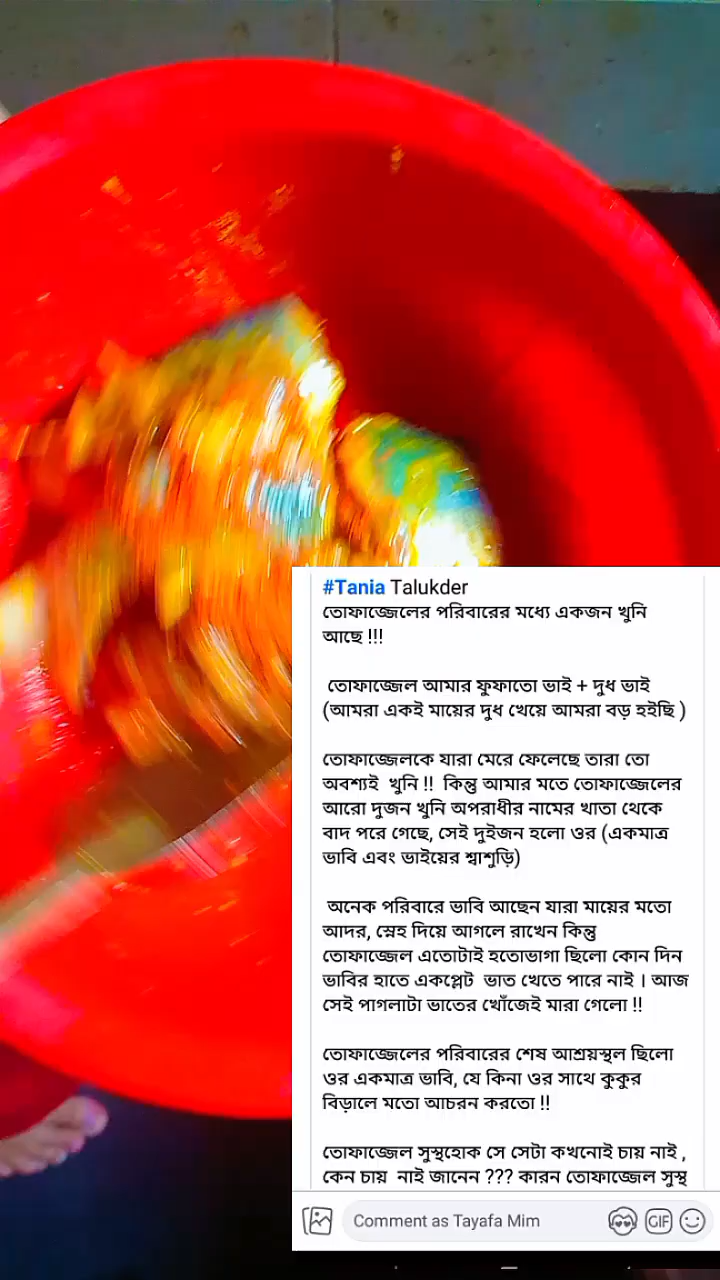 #Tania Talukder
তোফাজ্জেলের পরিবারের মধ্যে একজন খুনি
আছে !!!
তোফাজ্জেল আমার ফুফাতো ভাই + দুধ ভাই
(আমরা একই মায়ের দুধ খেয়ে আমরা বড় হইছি )
তোফাজ্জেলকে যারা মেরে ফেলেছে তারা তো
অবশ্যই খুনি !! কিন্তু আমার মতে তোফাজ্জেলের
আরো দুজন খুনি অপরাধীর নামের খাতা থেকে
বাদ পরে গেছে, সেই দুইজন হলো ওর (একমাত্র
ভাবি এবং ভাইয়ের শ্বাশুড়ি)
অনেক পরিবারে ভাবি আছেন যারা মায়ের মতো
আদর, স্নেহ দিয়ে আগলে রাখেন কিন্তু
তোফাজ্জেল এতোটাই হতোভাগা ছিলো কোন দিন
ভাবির হাতে একপ্লেট ভাত খেতে পারে নাই । আজ
সেই পাগলাটা ভাতের খোঁজেই মারা গেলো !!
তোফাজ্জেলের পরিবারের শেষ আশ্রয়স্থল ছিলো
ওর একমাত্র ভাবি, যে কিনা ওর সাথে কুকুর
বিড়ালে মতো আচরন করতো !!
তোফাজ্জেল সুস্থহোক সে সেটা কখনোই চায় নাই ,
কেন চায় নাই জানেন ??? কারন তোফাজ্জেল সুস্থ
Comment as Tayafa Mim
GIF